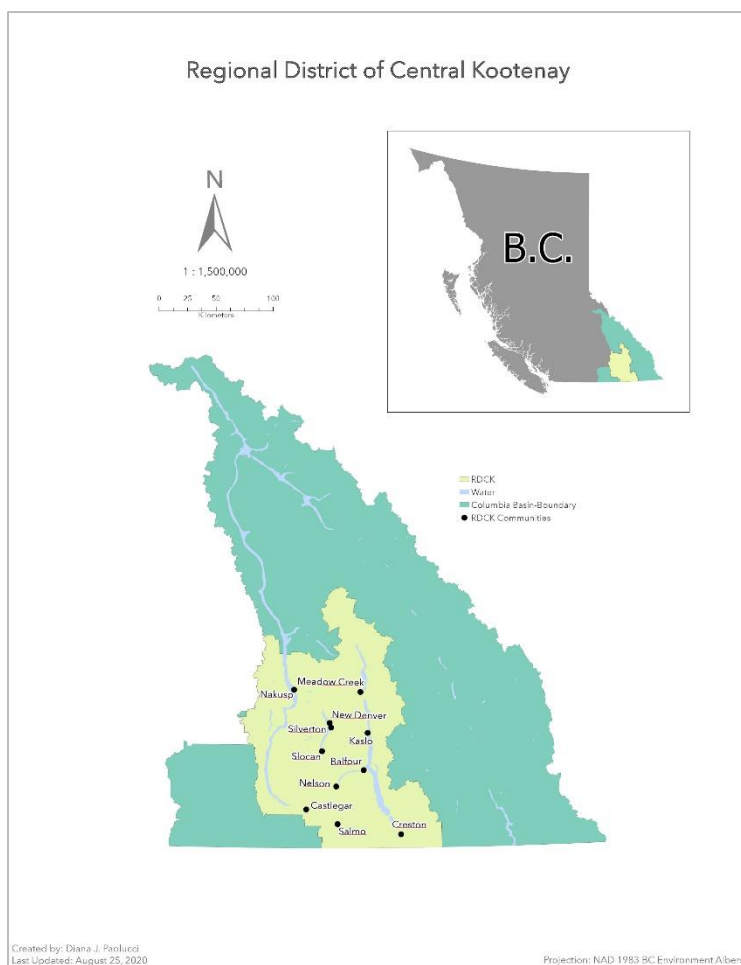 Regional District of Central Kootenay
N
1 : 1,500,000
0 25 50 100
Kilometers
B.C.
RDCK
Water
Columbia Basin-Boundary
RDCK Communities
Meadow Creek
Nakusp
New Denver
Silverton
Kaslo
Slocan
Balfour
Nelson
Castlegar
Salmo
Creston
Created by: Diana J. Paolucci
Last Updated: August 25, 2020
Projection: NAD 1983 BC Environment Alber